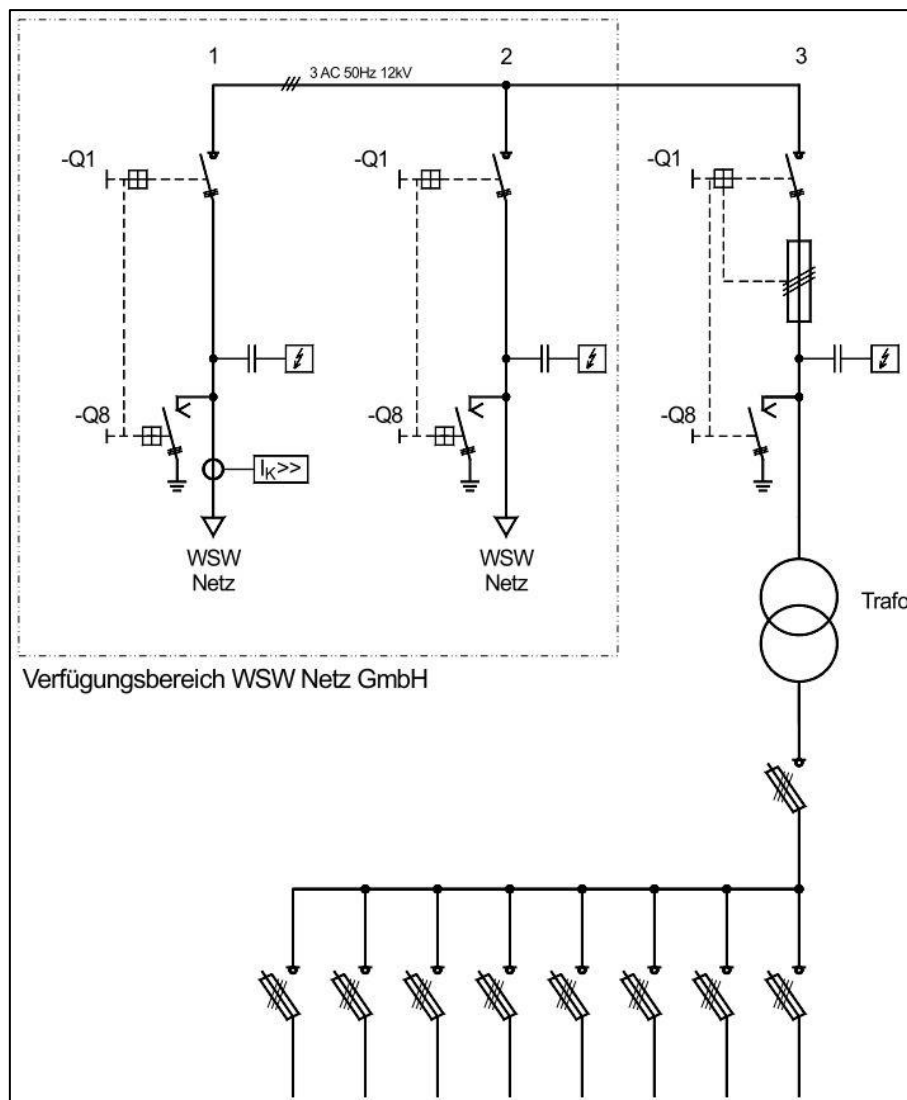 1
2
3
3 AC 50Hz 12kV
-Q1
-Q1
-Q1
-Q8
-Q8
-Q8
I_K>>
WSW
Netz
WSW
Netz
Trafo
Verfügungsbereich WSW Netz GmbH